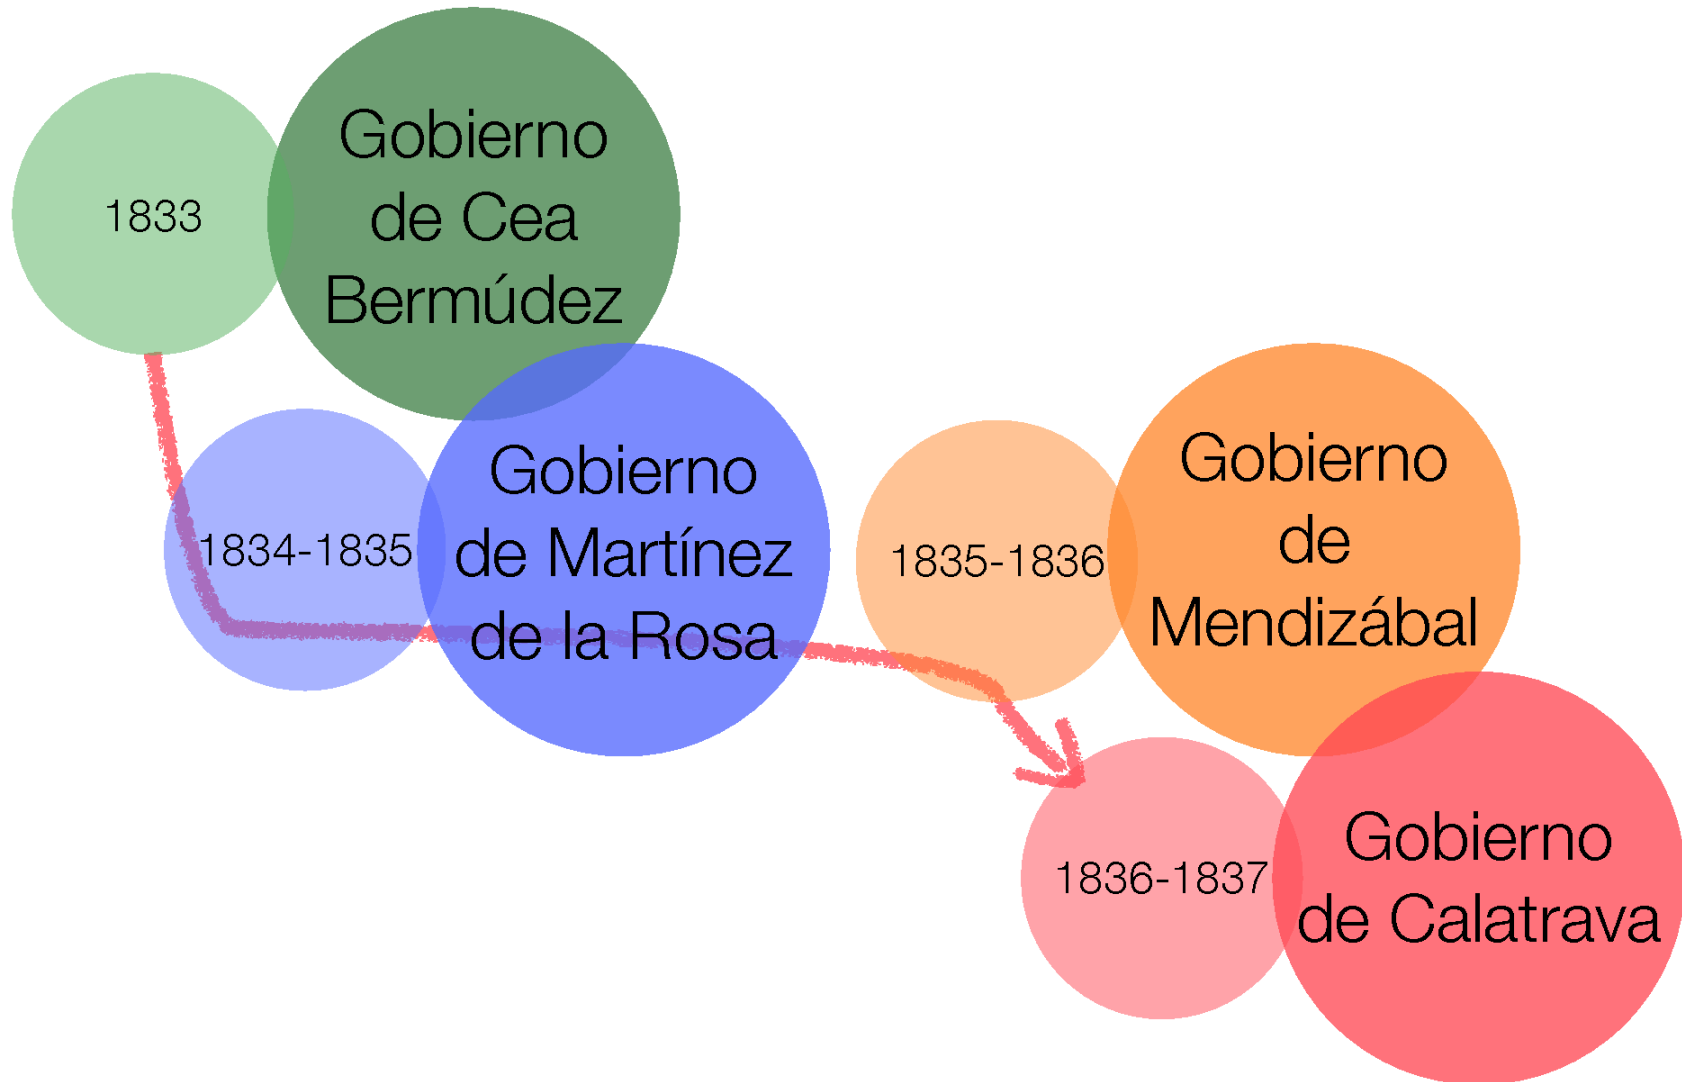 1833
Gobierno
de Cea
Bermúdez
1834-1835
Gobierno
de Martínez
de la Rosa
1835-1836
Gobierno
de
Mendizábal
1836-1837
Gobierno
de Calatrava